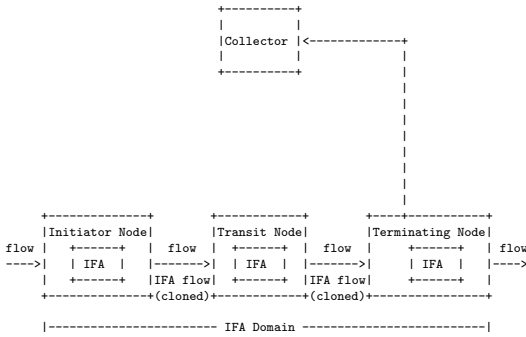 Collector
Initiator Node Transit Node Terminating Node
flow flow flow flow
IFA IFA IFA
IFA flow IFA flow
(cloned) (cloned)
IFA Domain